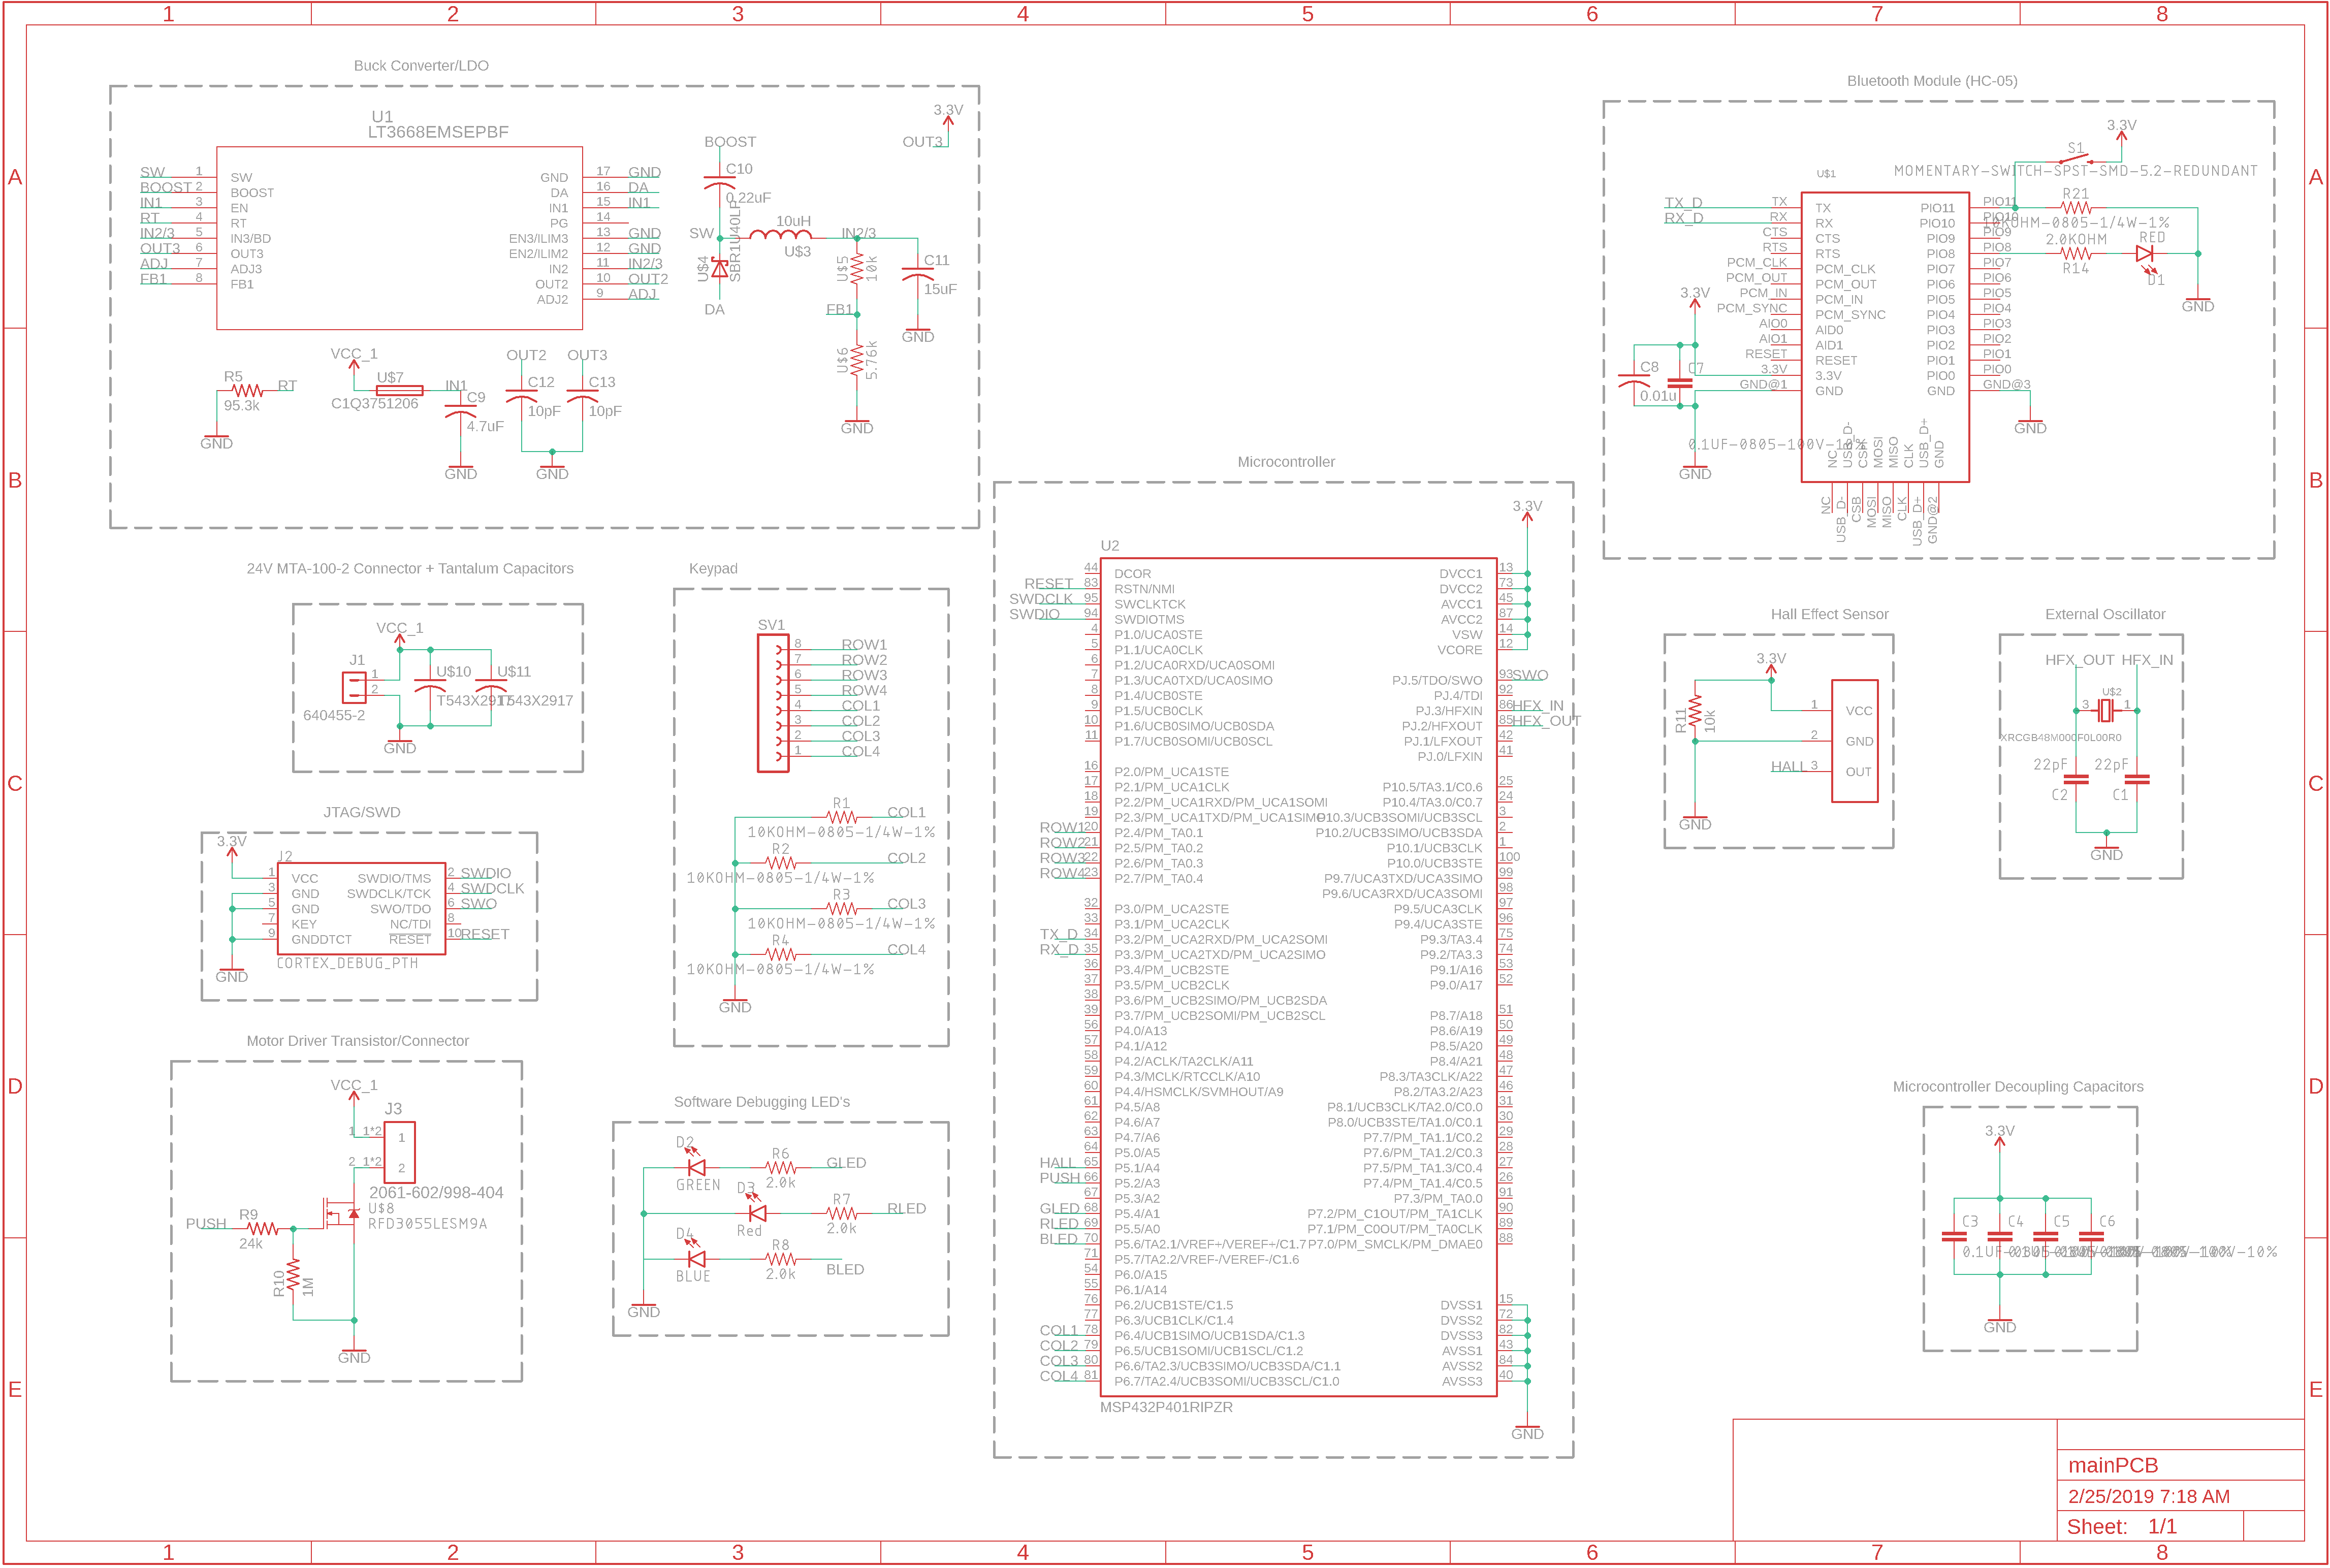 1 2 3 4 5 6 7 8
A
B
C
D
E
A
B
C
D
E
1 2 3 4 5 6 7 8
Buck Converter/LDO
U1
LT3668EMSEPBF
SW 1 SW
BOOST 2 BOOST
IN1 3 EN
RT 4 RT
IN2/3 5 IN3/BD
OUT3 6 OUT3
ADJ 7 ADJ3
FB1 8 FB1
GND 17 GND
DA 16 DA
IN1 15 IN1
PG 14
EN3/ILIM3 13 GND
EN2/ILIM2 12 GND
IN2 11 IN2/3
OUT2 10 OUT2
ADJ2 9 ADJ
BOOST
C10
0.22uF
SW
U$4
SBR1U40LP
DA
10uH
U$3
IN2/3
U$5
10k
FB1
U$6
5.76k
GND
C11
15uF
GND
3.3V
OUT3
R5
95.3k
RT
GND
VCC_1
U$7
C1Q3751206
IN1
C9
4.7uF
GND
OUT2 OUT3
C12 C13
10pF 10pF
GND
24V MTA-100-2 Connector + Tantalum Capacitors
VCC_1
J1
1
2
640455-2
U$10
T543X2917
U$11
T543X2917
GND
JTAG/SWD
3.3V
J2
1 VCC
3 GND
5 GND
7 KEY
9 GNDDTCT
SWDIO/TMS 2 SWDIO
SWDCLK/TCK 4 SWDCLK
SWO/TDO 6 SWO
NC/TDI 8
RESET 10 RESET
CORTEX_DEBUG_PTH
GND
Motor Driver Transistor/Connector
VCC_1
J3
1 1*2 1
2 1*2 2
2061-602/998-404
U$8
RFD3055LESM9A
PUSH
R9
24k
R10
1M
GND
Keypad
SV1
8 ROW1
7 ROW2
6 ROW3
5 ROW4
4 COL1
3 COL2
2 COL3
1 COL4
R1 COL1
10KOHM-0805-1/4W-1%
R2 COL2
10KOHM-0805-1/4W-1%
R3 COL3
10KOHM-0805-1/4W-1%
R4 COL4
10KOHM-0805-1/4W-1%
GND
Software Debugging LED's
D2
GREEN
R6
2.0k
GLED
D3
Red
R7
2.0k
RLED
D4
BLUE
R8
2.0k
BLED
GND
Microcontroller
3.3V
U2
44 DCOR
RESET 83 RSTN/NMI
SWDCLK 95 SWCLKTCK
SWDIO 94 SWDIOTMS
4 P1.0/UCA0STE
5 P1.1/UCA0CLK
6 P1.2/UCA0RXD/UCA0SOMI
7 P1.3/UCA0TXD/UCA0SIMO
8 P1.4/UCB0STE
9 P1.5/UCB0CLK
10 P1.6/UCB0SIMO/UCB0SDA
11 P1.7/UCB0SOMI/UCB0SCL
16 P2.0/PM_UCA1STE
17 P2.1/PM_UCA1CLK
18 P2.2/PM_UCA1RXD/PM_UCA1SOMI
19 P2.3/PM_UCA1TXD/PM_UCA1SIMO
ROW1 20 P2.4/PM_TA0.1
ROW2 21 P2.5/PM_TA0.2
ROW3 22 P2.6/PM_TA0.3
ROW4 23 P2.7/PM_TA0.4
32 P3.0/PM_UCA2STE
33 P3.1/PM_UCA2CLK
TX_D 34 P3.2/PM_UCA2RXD/PM_UCA2SOMI
RX_D 35 P3.3/PM_UCA2TXD/PM_UCA2SIMO
36 P3.4/PM_UCB2STE
37 P3.5/PM_UCB2CLK
38 P3.6/PM_UCB2SIMO/PM_UCB2SDA
39 P3.7/PM_UCB2SOMI/PM_UCB2SCL
56 P4.0/A13
57 P4.1/A12
58 P4.2/ACLK/TA2CLK/A11
59 P4.3/MCLK/RTCCLK/A10
60 P4.4/HSMCLK/SVMHOUT/A9
61 P4.5/A8
62 P4.6/A7
63 P4.7/A6
64 P5.0/A5
HALL 65 P5.1/A4
PUSH 66 P5.2/A3
67 P5.3/A2
GLED 68 P5.4/A1
RLED 69 P5.5/A0
BLED 70 P5.6/TA2.1/VREF+/VEREF+/C1.7
71 P5.7/TA2.2/VREF-/VEREF-/C1.6
54 P6.0/A15
55 P6.1/A14
76 P6.2/UCB1STE/C1.5
77 P6.3/UCB1CLK/C1.4
COL1 78 P6.4/UCB1SIMO/UCB1SDA/C1.3
COL2 79 P6.5/UCB1SOMI/UCB1SCL/C1.2
COL3 80 P6.6/TA2.3/UCB3SIMO/UCB3SDA/C1.1
COL4 81 P6.7/TA2.4/UCB3SOMI/UCB3SCL/C1.0
DVCC1 13
DVCC2 73
AVCC1 45
AVCC2 87
VSW 14
VCORE 12
PJ.5/TDO/SWO 93 SWO
PJ.4/TDI 92
PJ.3/HFXIN 86 HFX_IN
PJ.2/HFXOUT 85 HFX_OUT
PJ.1/LFXOUT 42
PJ.0/LFXIN 41
P10.5/TA3.1/C0.6 25
P10.4/TA3.0/C0.7 24
P10.3/UCB3SOMI/UCB3SCL 3
P10.2/UCB3SIMO/UCB3SDA 2
P10.1/UCB3CLK 1
P10.0/UCB3STE 100
P9.7/UCA3TXD/UCA3SIMO 99
P9.6/UCA3RXD/UCA3SOMI 98
P9.5/UCA3CLK 97
P9.4/UCA3STE 96
P9.3/TA3.4 75
P9.2/TA3.3 74
P9.1/A16 53
P9.0/A17 52
P8.7/A18 51
P8.6/A19 50
P8.5/A20 49
P8.4/A21 48
P8.3/TA3CLK/A22 47
P8.2/TA3.2/A23 46
P8.1/UCB3CLK/TA2.0/C0.0 31
P8.0/UCB3STE/TA1.0/C0.1 30
P7.7/PM_TA1.1/C0.2 29
P7.6/PM_TA1.2/C0.3 28
P7.5/PM_TA1.3/C0.4 27
P7.4/PM_TA1.4/C0.5 26
P7.3/PM_TA0.0 91
P7.2/PM_C1OUT/PM_TA1CLK 90
P7.1/PM_C0OUT/PM_TA0CLK 89
P7.0/PM_SMCLK/PM_DMAE0 88
DVSS1 15
DVSS2 72
DVSS3 82
AVSS1 43
AVSS2 84
AVSS3 40
MSP432P401RIPZR
GND
Bluetooth Module (HC-05)
3.3V
S1
MOMENTARY-SWITCH-SPST-SMD-5.2-REDUNDANT
U$1
TX_D TX TX
RX_D RX RX
CTS CTS
RTS RTS
PCM_CLK PCM_CLK
PCM_OUT PCM_OUT
PCM_IN PCM_IN
PCM_SYNC PCM_SYNC
AIO0 AID0
AIO1 AID1
RESET RESET
3.3V 3.3V
GND@1 GND
PIO11 PIO11
PIO10 PIO10
PIO9 PIO9
PIO8 PIO8
PIO7 PIO7
PIO6 PIO6
PIO5 PIO5
PIO4 PIO4
PIO3 PIO3
PIO2 PIO2
PIO1 PIO1
PIO0 PIO0
GND GND@3
R21
10KOHM-0805-1/4W-1%
2.0KOHM
R14
RED
D1
GND
GND
3.3V
C8
0.01u
C7
0.1UF-0805-100V-10%
GND
NC USB_D- CSB MOSI MISO CLK USB_D+ GND
NC USB_D- CSB MOSI MISO CLK USB_D+ GND@2
Hall Effect Sensor
3.3V
R11
10k
1 VCC
2 GND
HALL 3 OUT
GND
External Oscillator
HFX_OUT HFX_IN
U$2
3 1
XRCGB48M000F0L00R0
22pF 22pF
C2 C1
GND
Microcontroller Decoupling Capacitors
3.3V
C3 C4 C5 C6
GND
mainPCB
2/25/2019 7:18 AM
Sheet: 1/1